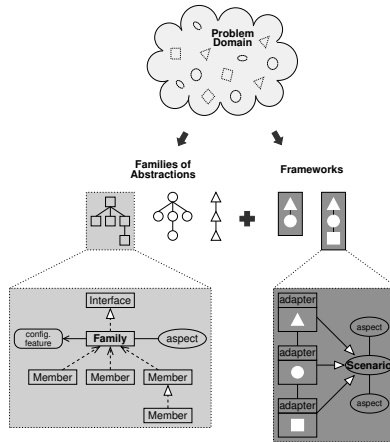 Problem
Domain
Families of
Abstractions
Frameworks
Interface
config.
feature
Family
aspect
Member
Member
Member
Member
adapter
aspect
adapter
Scenario
adapter
aspect